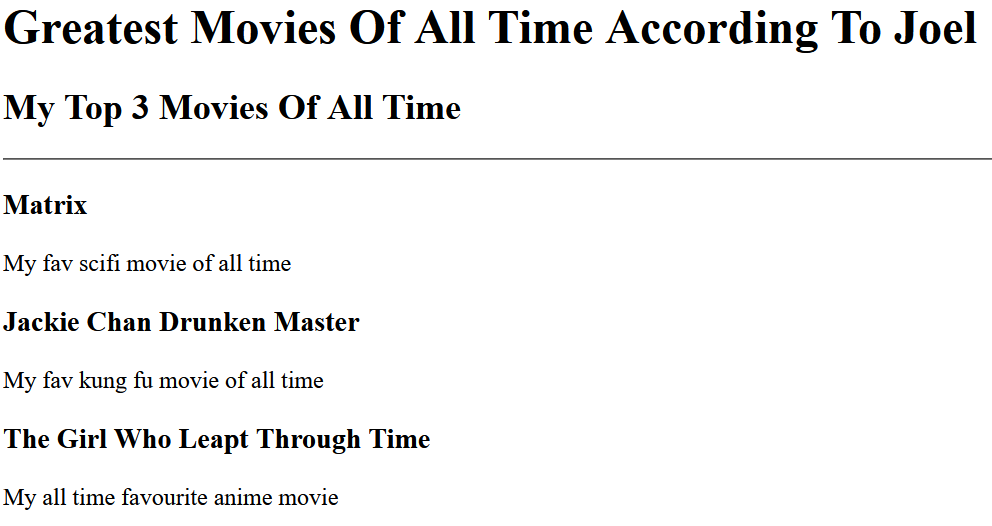 Greatest Movies Of All Time According To Joel
My Top 3 Movies Of All Time
Matrix
My fav scifi movie of all time
Jackie Chan Drunken Master
My fav kung fu movie of all time
The Girl Who Leapt Through Time
My all time favourite anime movie